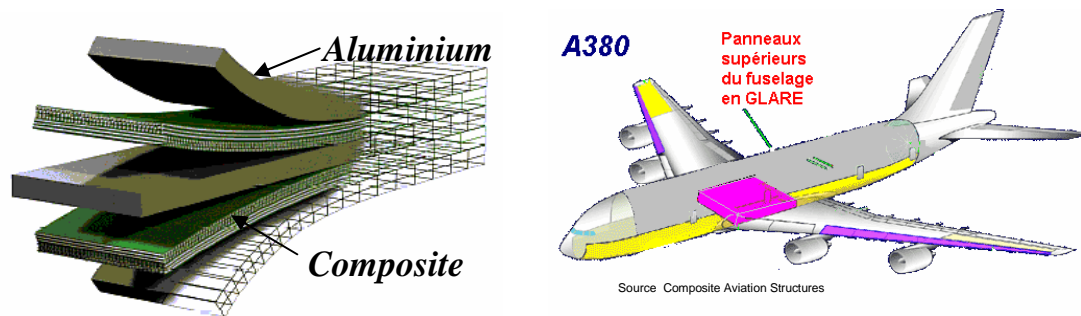 Aluminium
Composite
A380
Panneaux
supérieurs
du fuselage
en GLARE
Source Composite Aviation Structures